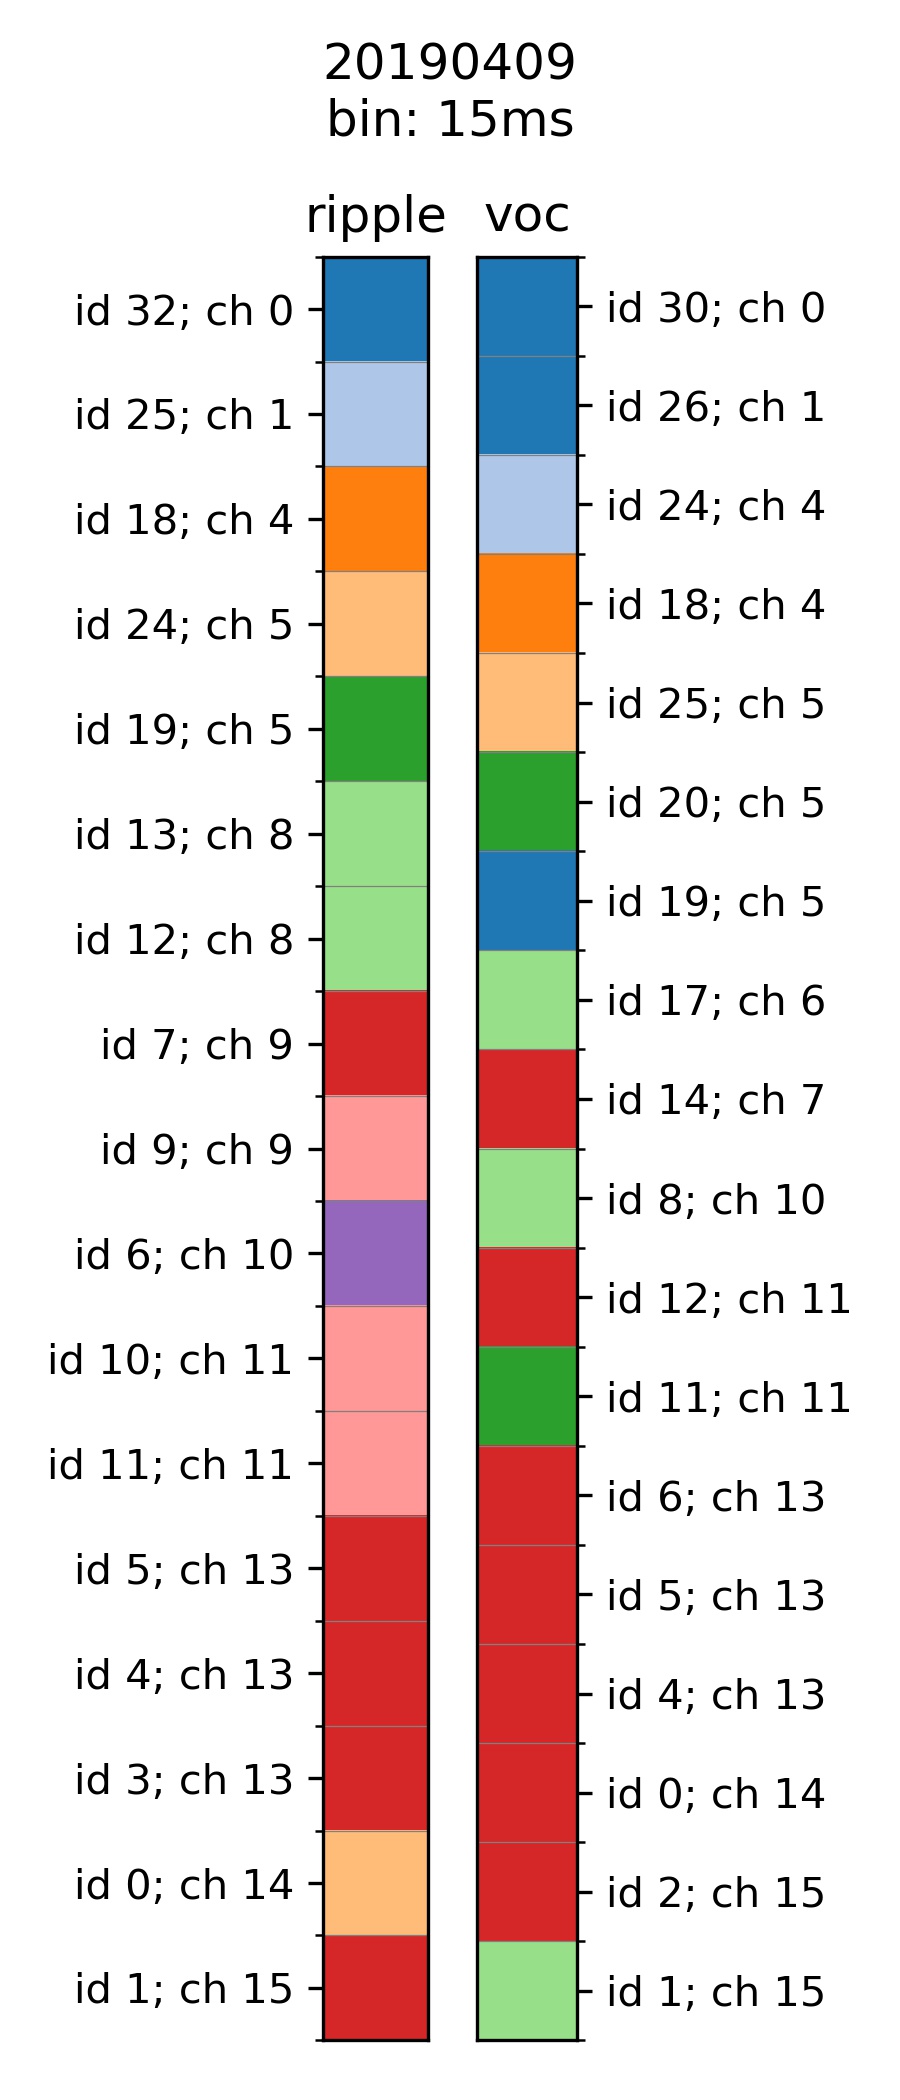 20190409
bin: 15ms
ripple
voc
id 32; ch 0
id 25; ch 1
id 18; ch 4
id 24; ch 5
id 19; ch 5
id 13; ch 8
id 12; ch 8
id 7; ch 9
id 9; ch 9
id 6; ch 10
id 10; ch 11
id 11; ch 11
id 5; ch 13
id 4; ch 13
id 3; ch 13
id 0; ch 14
id 1; ch 15
id 30; ch 0
id 26; ch 1
id 24; ch 4
id 18; ch 4
id 25; ch 5
id 20; ch 5
id 19; ch 5
id 17; ch 6
id 14; ch 7
id 8; ch 10
id 12; ch 11
id 11; ch 11
id 6; ch 13
id 5; ch 13
id 4; ch 13
id 0; ch 14
id 2; ch 15
id 1; ch 15